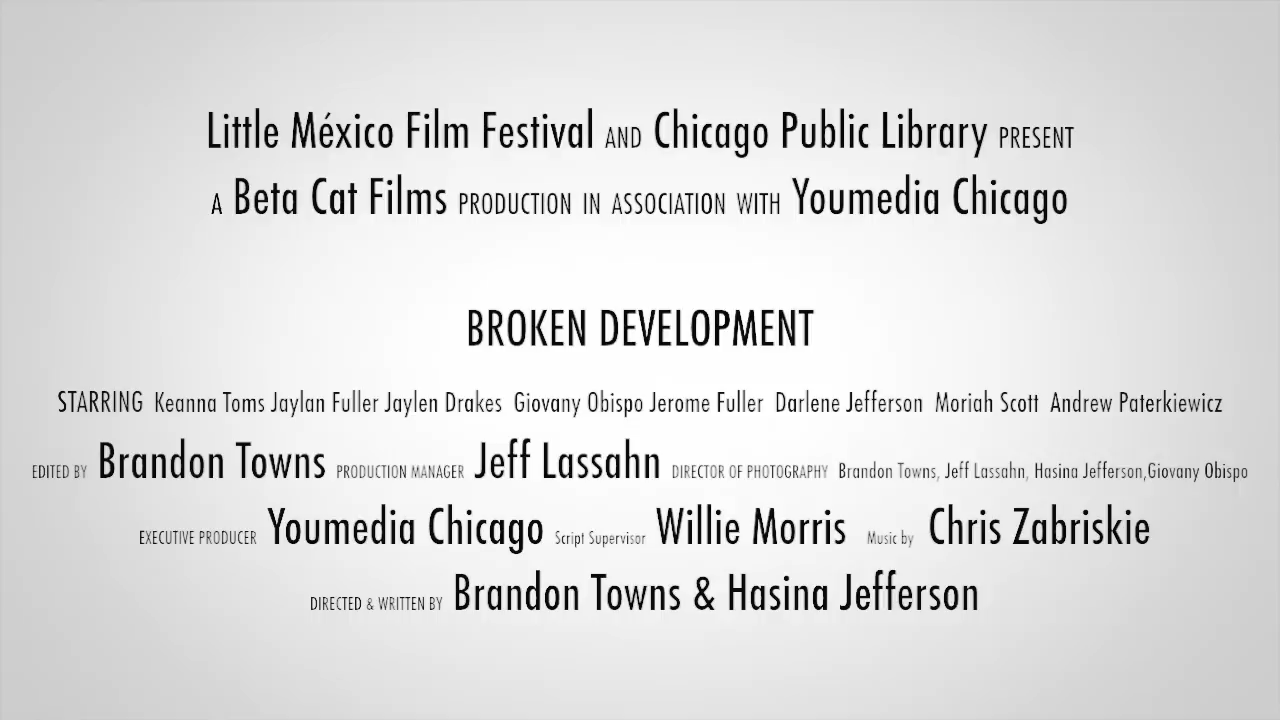 Little México Film Festival AND Chicago Public Library PRESENT
A Beta Cat Films PRODUCTION IN ASSOCIATION WITH Youmedia Chicago
BROKEN DEVELOPMENT
STARRING Keanna Toms Jaylan Fuller Jaylen Drakes Giovany Obispo Jerome Fuller Darlene Jefferson Moriah Scott Andrew Paterkiewicz
EDITED BY Brandon Towns PRODUCTION MANAGER Jeff Lassahn DIRECTOR OF PHOTOGRAPHY Brandon Towns, Jeff Lassahn, Hasina Jefferson,Giovany Obispo
EXECUTIVE PRODUCER Youmedia Chicago Script Supervisor Willie Morris Music by Chris Zabriskie
DIRECTED & WRITTEN BY Brandon Towns & Hasina Jefferson